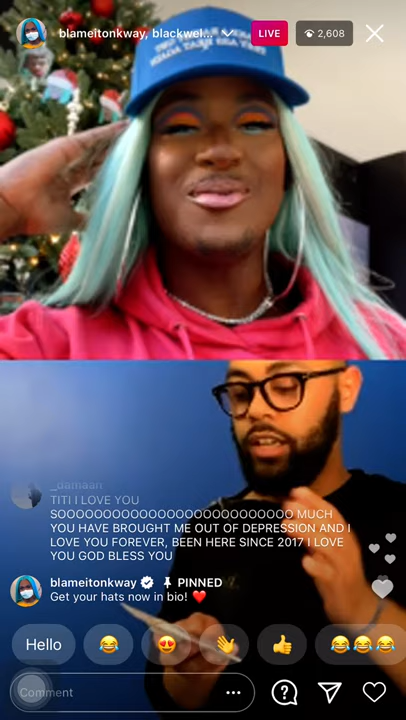 blameitonkway, blackwel...
LIVE
2,608
_damaan
TITI I LOVE YOU
SOOOOOOOOOOOOOOOOOOOOOOOOOO MUCH
YOU HAVE BROUGHT ME OUT OF DEPRESSION AND I
LOVE YOU FOREVER, BEEN HERE SINCE 2017 I LOVE
YOU GOD BLESS YOU
blameitonkway PINNED
Get your hats now in bio! ❤️
Hello 😂 😍 👋 👍 😂😂😂
Comment ...